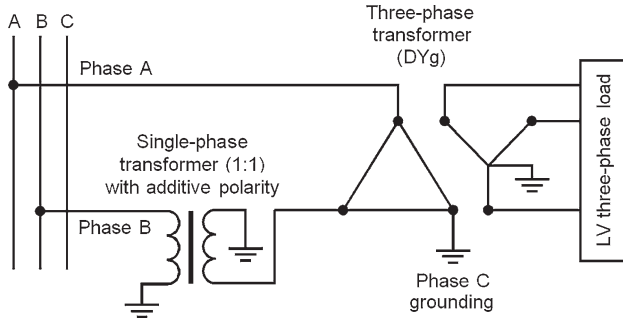 A B C
Phase A
Three-phase
transformer
(DYg)
Single-phase
transformer (1:1)
with additive polarity
Phase B
Phase C
grounding
LV three-phase load